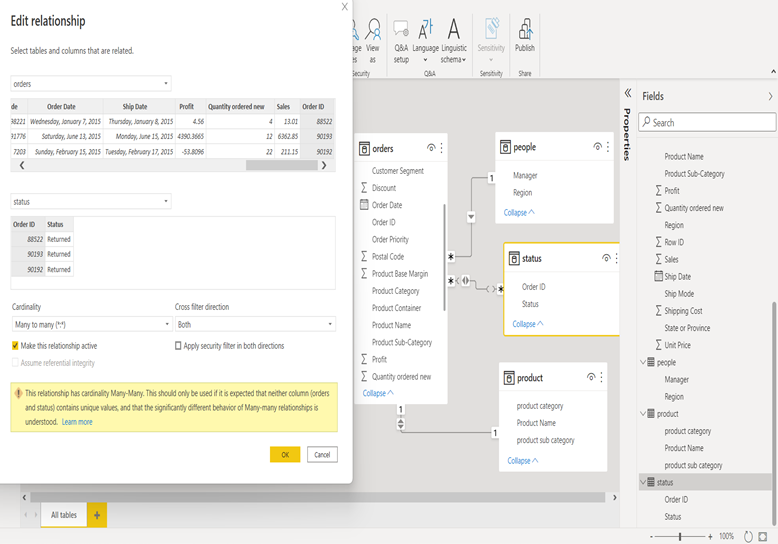 Edit relationship
Select tables and columns that are related.
orders
de Order Date Ship Date Profit Quantity ordered new Sales Order ID
98221 Wednesday, January 7, 2015 Thursday, January 8, 2015 4.56 4 13.01 88522
91776 Saturday, June 13, 2015 Monday, June 15, 2015 4390.3665 12 6362.85 90193
7203 Sunday, February 15, 2015 Tuesday, February 17, 2015 -53.8096 22 211.15 90192
status
Order ID Status
88522 Returned
90193 Returned
90192 Returned
Cardinality
Many to many (*:*)
Cross filter direction
Both
Make this relationship active
Apply security filter in both directions
Assume referential integrity
This relationship has cardinality Many-Many. This should only be used if it is expected that neither column (orders
and status) contains unique values, and that the significantly different behavior of Many-many relationships is
understood. Learn more
OK
Cancel
age
es
View
as
ecurity
Q&A
setup
Language
Linguistic
schema
Q&A
Sensitivity
Sensitivity
Publish
Share
orders
Customer Segment
Discount
Order Date
Order ID
Order Priority
Postal Code
Product Base Margin
Product Category
Product Container
Product Name
Product Sub-Category
Profit
Quantity ordered new
Collapse
1
people
Manager
Region
Collapse
1
*
*
*
status
Order ID
Status
Collapse
product
product category
Product Name
product sub category
Collapse
1
Properties
Fields
Search
Product Name
Product Sub-Category
Profit
Quantity ordered new
Region
Row ID
Sales
Ship Date
Ship Mode
Shipping Cost
State or Province
Unit Price
people
Manager
Region
product
product category
Product Name
product sub category
status
Order ID
Status
All tables
100%